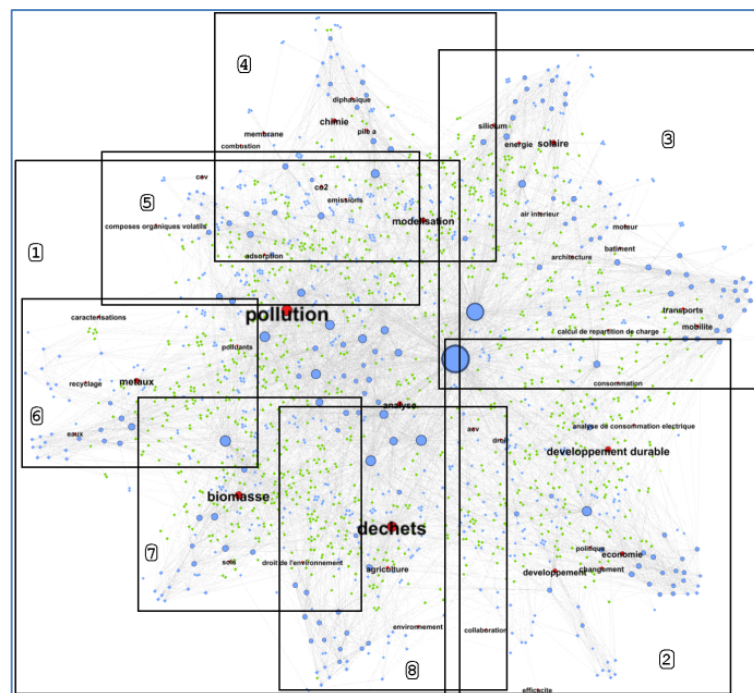 4
diphasique
chimie
pile a
membrane
combustion
silicium
energie
solaire
3
cov
5
co2
emissions
composes organiques volatils
modelisation
air interieur
moteur
batiment
architecture
1
adsorption
pollution
caracterisations
transports
mobilite
calcul de repartition de charge
polluants
recyclage
metaux
consommation
6
eaux
analyse
acv
droit
analyse de consommation electrique
developpement durable
biomasse
dechets
7
sols
droit de l'environnement
agriculture
politique
economie
developpement
changement
environnement
collaboration
8
2
efficacite